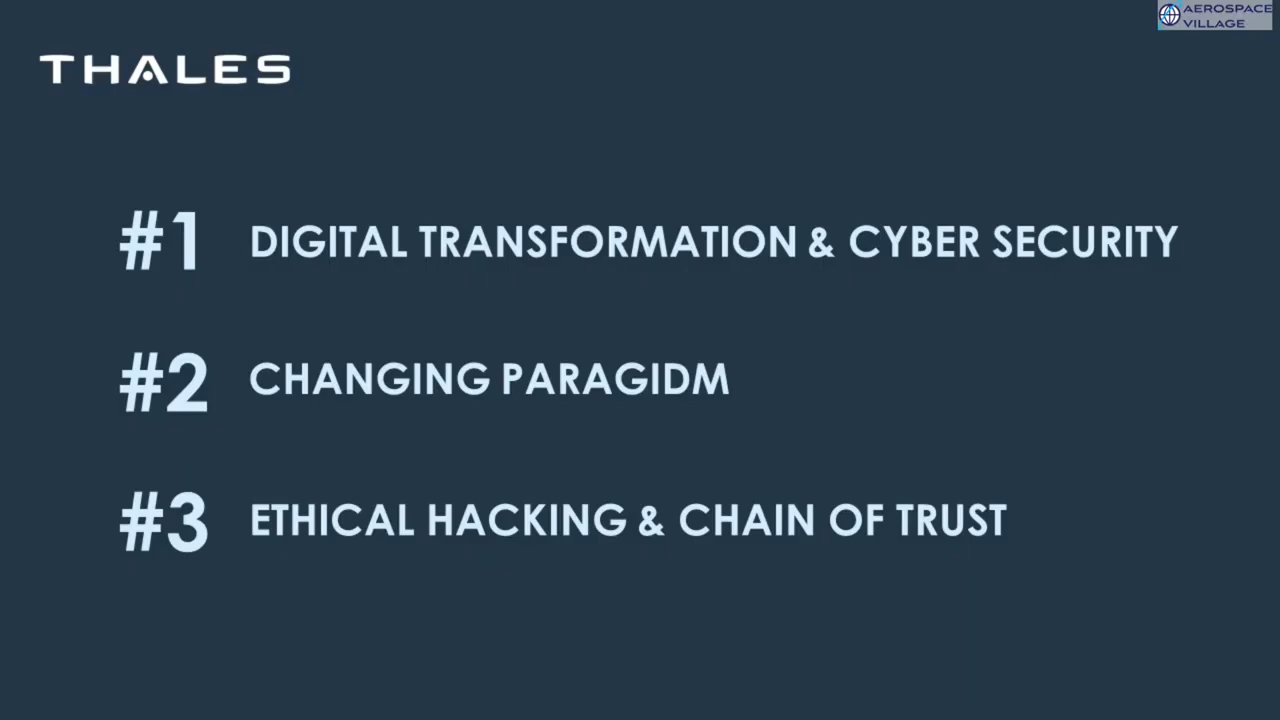 AEROSPACE
VILLAGE
THALES
#1 DIGITAL TRANSFORMATION & CYBER SECURITY
#2 CHANGING PARAGIDM
#3 ETHICAL HACKING & CHAIN OF TRUST